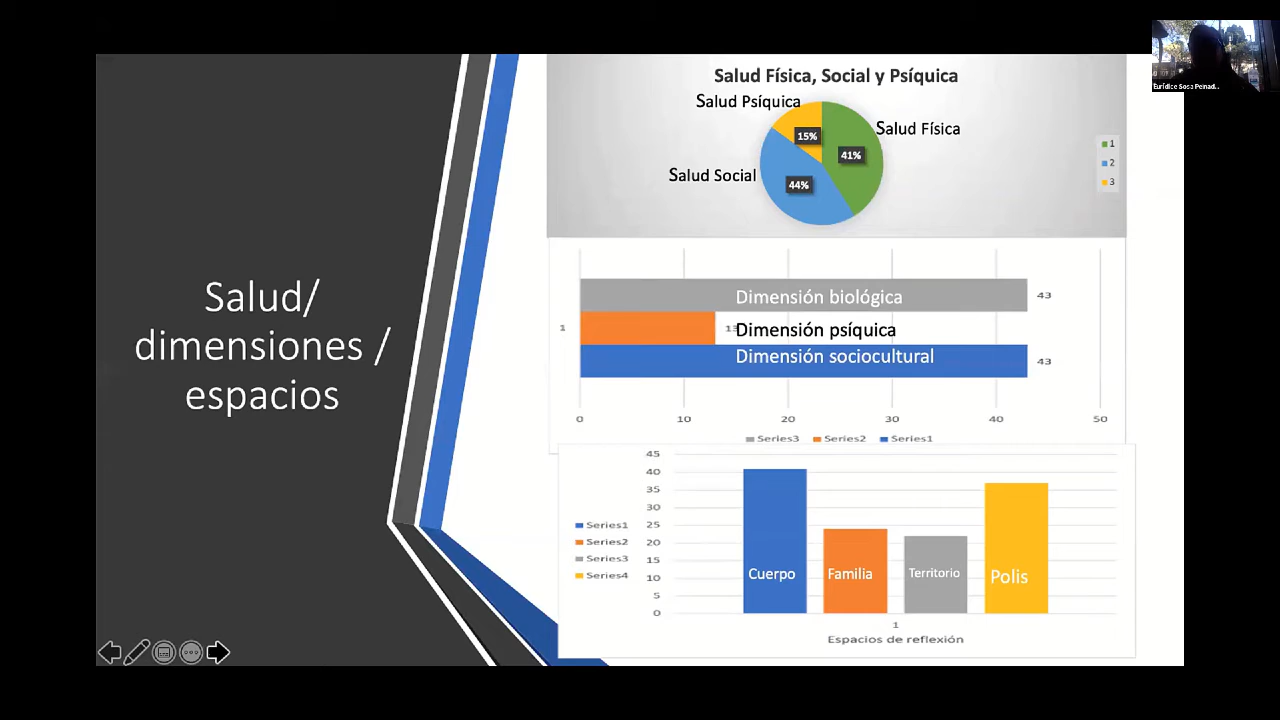 Eurídice Sosa Peinad...
Salud/
dimensiones /
espacios
Salud Física, Social y Psíquica
Salud Psíquica
Salud Física
Salud Social
15%
41%
44%
1
2
3
Dimensión biológica
43
1
Dimensión psíquica
Dimensión sociocultural
43
0 10 20 30 40 50
Series3 Series2 Series1
45
40
35
30
25
20
15
10
5
0
Series1
Series2
Series3
Series4
Cuerpo
Familia
Territorio
Polis
1
Espacios de reflexión